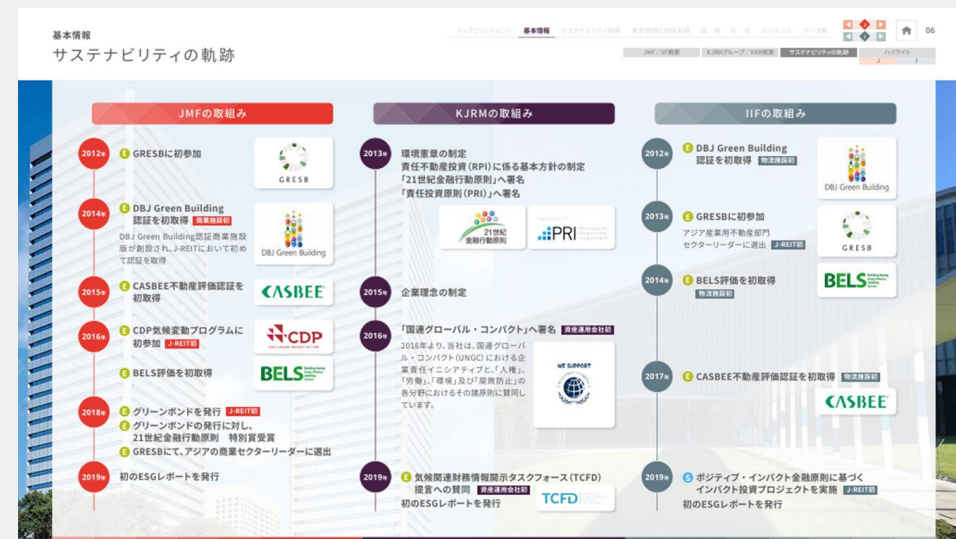 基本情報
サステナビリティの軌跡
トップコミットメント 基本情報 サステナビリティ戦略 重要課題と取組実績 環 境 社 会 ガバナンス データ集
J
I
06
JMF／IIF概要 KJRMグループ／KKR概要 サステナビリティの軌跡 ハイライト
J I
JMFの取組み
2012年
E GRESBに初参加
GRESB
2014年
E DBJ Green Building
認証を初取得 商業施設初
DBJ Green Building認証商業施設
版が創設され、J-REITにおいて初め
て認証を取得
DBJ Green Building
2015年
E CASBEE不動産評価認証を
初取得
CASBEE
2016年
E CDP気候変動プログラムに
初参加 J-REIT初
CDP
E BELS評価を初取得
BELS
2018年
E グリーンボンドを発行 J-REIT初
E グリーンボンドの発行に対し、
21世紀金融行動原則 特別賞受賞
E GRESBにて、アジアの商業セクターリーダーに選出
2019年
初のESGレポートを発行
KJRMの取組み
2013年
環境憲章の制定
責任不動産投資（RPI）に係る基本方針の制定
「21世紀金融行動原則」へ署名
「責任投資原則（PRI）」へ署名
21世紀
金融行動原則
PRI
2015年
企業理念の制定
2016年
「国連グローバル・コンパクト」へ署名 資産運用会社初
2016年より、当社は、国連グローバ
ル・コンパクト（UNGC）における企
業責任イニシアティブと、「人権」、
「労働」、「環境」及び「腐敗防止」の
各分野におけるその諸原則に賛同し
ています。
WE SUPPORT
2019年
E 気候関連財務情報開示タスクフォース（TCFD）
提言への賛同 資産運用会社初
初のESGレポートを発行
TCFD
IIFの取組み
2012年
E DBJ Green Building
認証を初取得 物流施設初
DBJ Green Building
2013年
E GRESBに初参加
アジア産業用不動産部門
セクターリーダーに選出 J-REIT初
GRESB
2014年
E BELS評価を初取得
物流施設初
BELS
2017年
E CASBEE不動産評価認証を初取得 物流施設初
CASBEE
2019年
S ポジティブ・インパクト金融原則に基づく
インパクト投資プロジェクトを実施 J-REIT初
初のESGレポートを発行